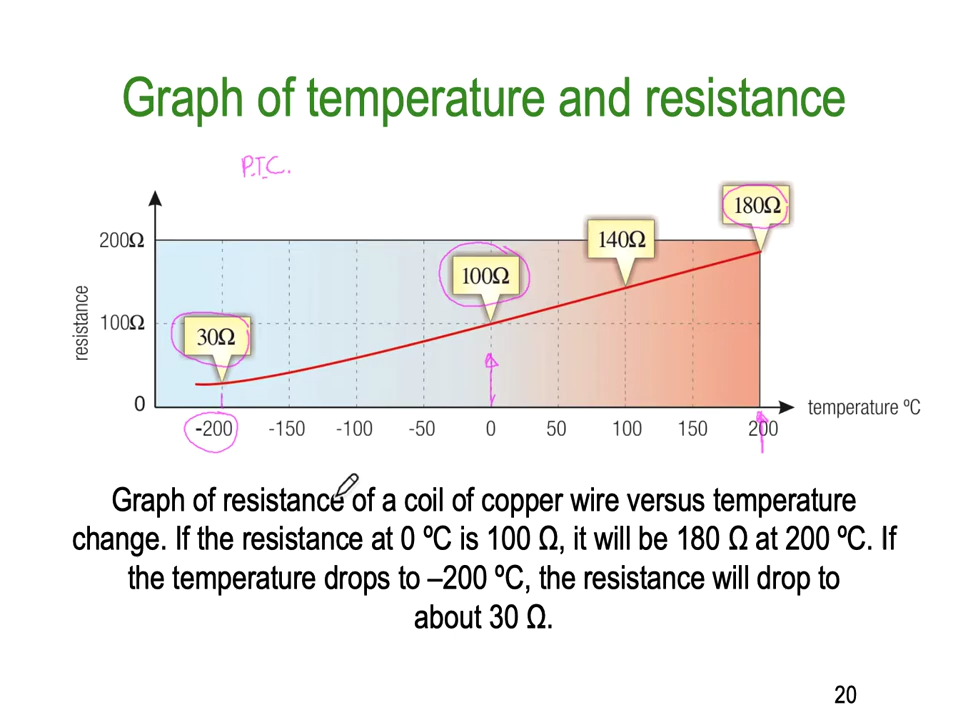 Graph of temperature and resistance
P.T.C.
180Ω
200Ω
140Ω
100Ω
resistance
100Ω
30Ω
0
temperature ºC
-200 -150 -100 -50 0 50 100 150 200
Graph of resistance of a coil of copper wire versus temperature
change. If the resistance at 0 ºC is 100 Ω, it will be 180 Ω at 200 ºC. If
the temperature drops to –200 ºC, the resistance will drop to
about 30 Ω.
20